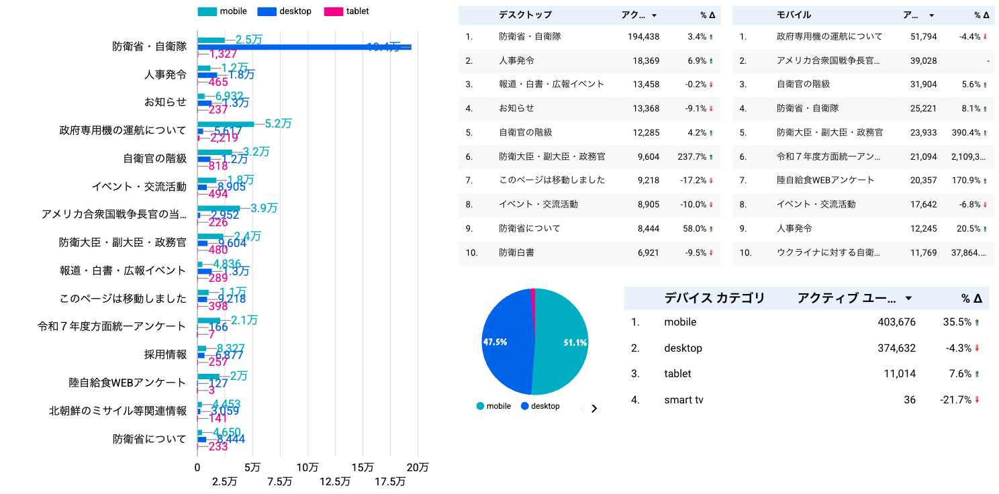 mobile desktop tablet
防衛省・自衛隊
2.5万
19.4万
1,327
人事発令
1.2万
1.8万
465
お知らせ
6,932
1.3万
237
政府専用機の運航について
5.2万
5,617
2,219
自衛官の階級
3.2万
1.2万
818
イベント・交流活動
1.8万
8,905
494
アメリカ合衆国戦争長官の当...
3.9万
2,952
226
防衛大臣・副大臣・政務官
2.4万
9,604
480
報道・白書・広報イベント
4,836
1.3万
289
このページは移動しました
1.1万
9,218
398
令和７年度方面統一アンケート
2.1万
166
7
採用情報
8,327
6,877
257
陸自給食WEBアンケート
2万
127
3
北朝鮮のミサイル等関連情報
4,453
3,059
141
防衛省について
4,650
8,444
233
0 5万 10万 15万 20万
2.5万 7.5万 12.5万 17.5万
デスクトップ アク... % Δ
1. 防衛省・自衛隊 194,438 3.4%
2. 人事発令 18,369 6.9%
3. 報道・白書・広報イベント 13,458 -0.2%
4. お知らせ 13,368 -9.1%
5. 自衛官の階級 12,285 4.2%
6. 防衛大臣・副大臣・政務官 9,604 237.7%
7. このページは移動しました 9,218 -17.2%
8. イベント・交流活動 8,905 -10.0%
9. 防衛省について 8,444 58.0%
10. 防衛白書 6,921 -9.5%
モバイル ア... % Δ
1. 政府専用機の運航について 51,794 -4.4%
2. アメリカ合衆国戦争長官... 39,028 -
3. 自衛官の階級 31,904 5.6%
4. 防衛省・自衛隊 25,221 8.1%
5. 防衛大臣・副大臣・政務官 23,933 390.4%
6. 令和７年度方面統一アン... 21,094 2,109,3...
7. 陸自給食WEBアンケート 20,357 170.9%
8. イベント・交流活動 17,642 -6.8%
9. 人事発令 12,245 20.5%
10. ウクライナに対する自衛... 11,769 37,864....
47.5% 51.1%
mobile desktop
デバイス カテゴリ アクティブ ユー... % Δ
1. mobile 403,676 35.5%
2. desktop 374,632 -4.3%
3. tablet 11,014 7.6%
4. smart tv 36 -21.7%